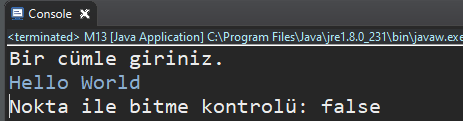 Console
<terminated> M13 [Java Application] C:\Program Files\Java\jre1.8.0_231\bin\javaw.exe
Bir cümle giriniz.
Hello World
Nokta ile bitme kontrolü: false